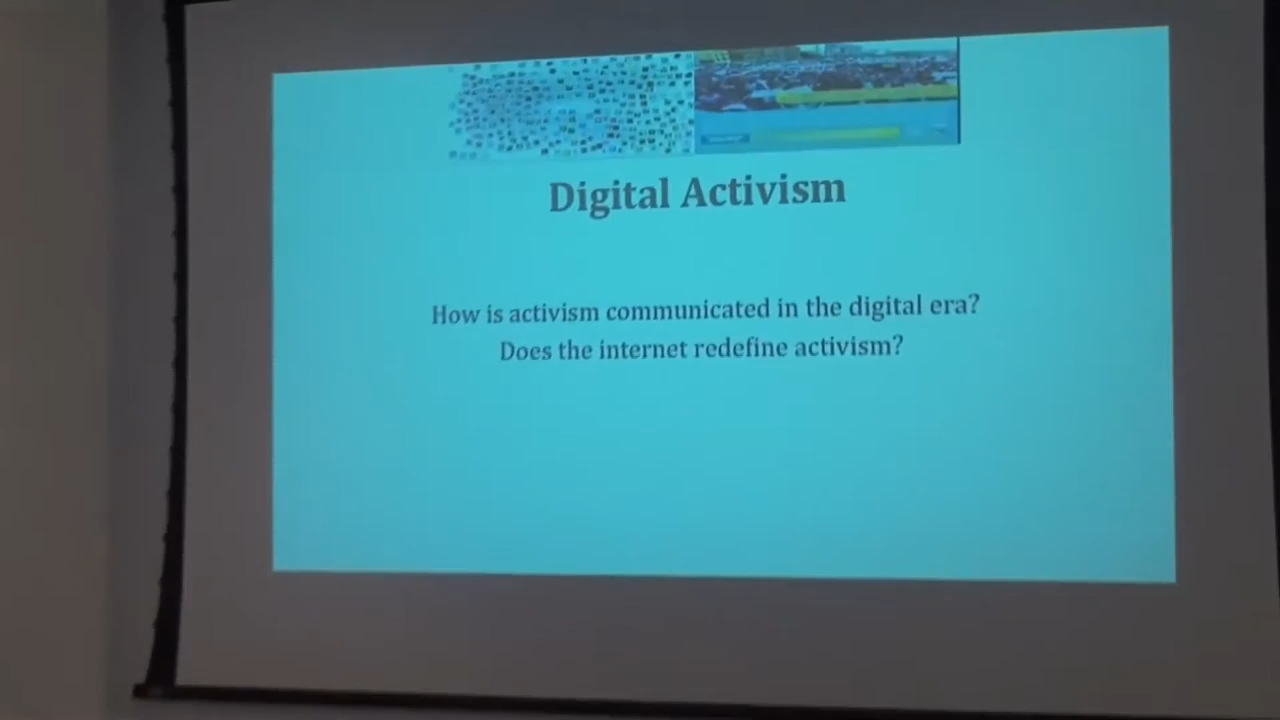 Digital Activism
How is activism communicated in the digital era?
Does the internet redefine activism?